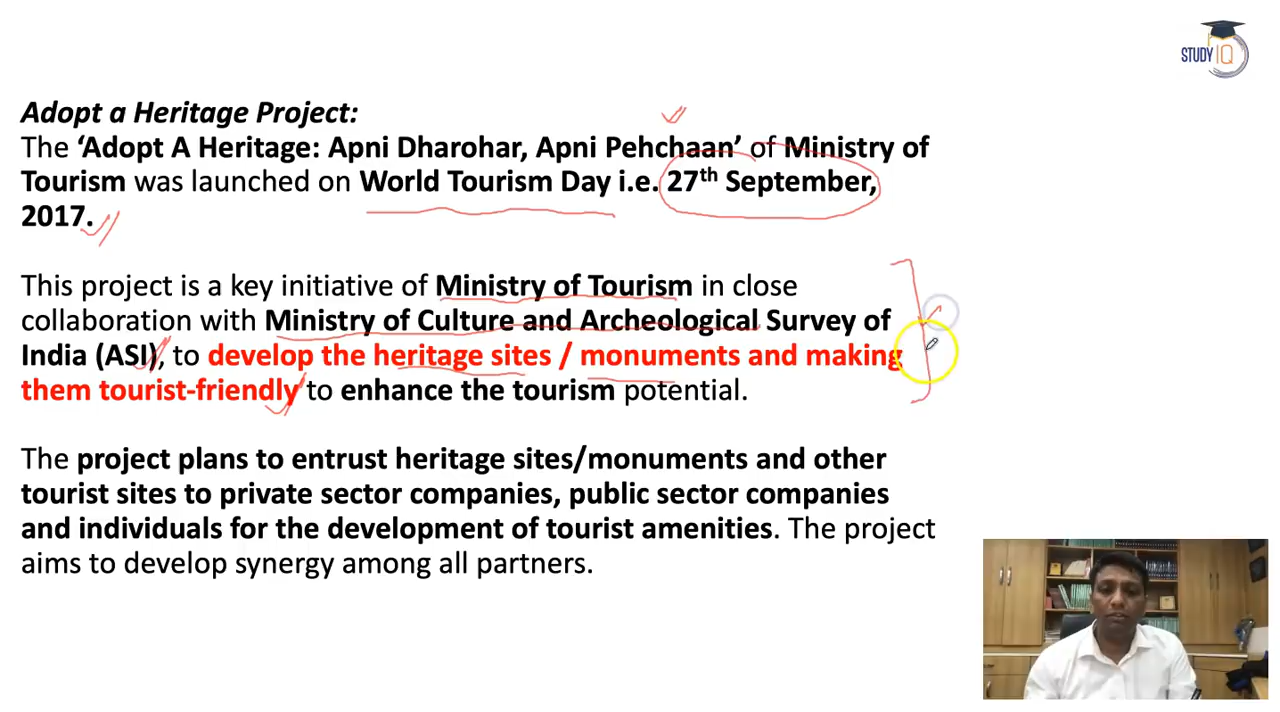 STUDY IQ
Adopt a Heritage Project:
The ‘Adopt A Heritage: Apni Dharohar, Apni Pehchaan’ of Ministry of
Tourism was launched on World Tourism Day i.e. 27th September,
2017.
This project is a key initiative of Ministry of Tourism in close
collaboration with Ministry of Culture and Archeological Survey of
India (ASI), to develop the heritage sites / monuments and making
them tourist-friendly to enhance the tourism potential.
The project plans to entrust heritage sites/monuments and other
tourist sites to private sector companies, public sector companies
and individuals for the development of tourist amenities. The project
aims to develop synergy among all partners.